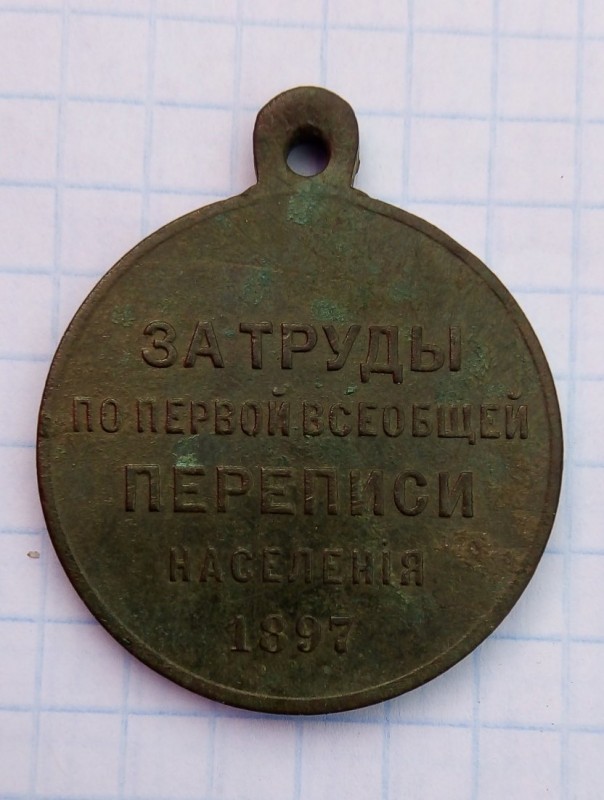 ЗА ТРУДЫ
ПО ПЕРВОЙ ВСЕОБЩЕЙ
ПЕРЕПИСИ
НАСЕЛЕНІЯ
1897